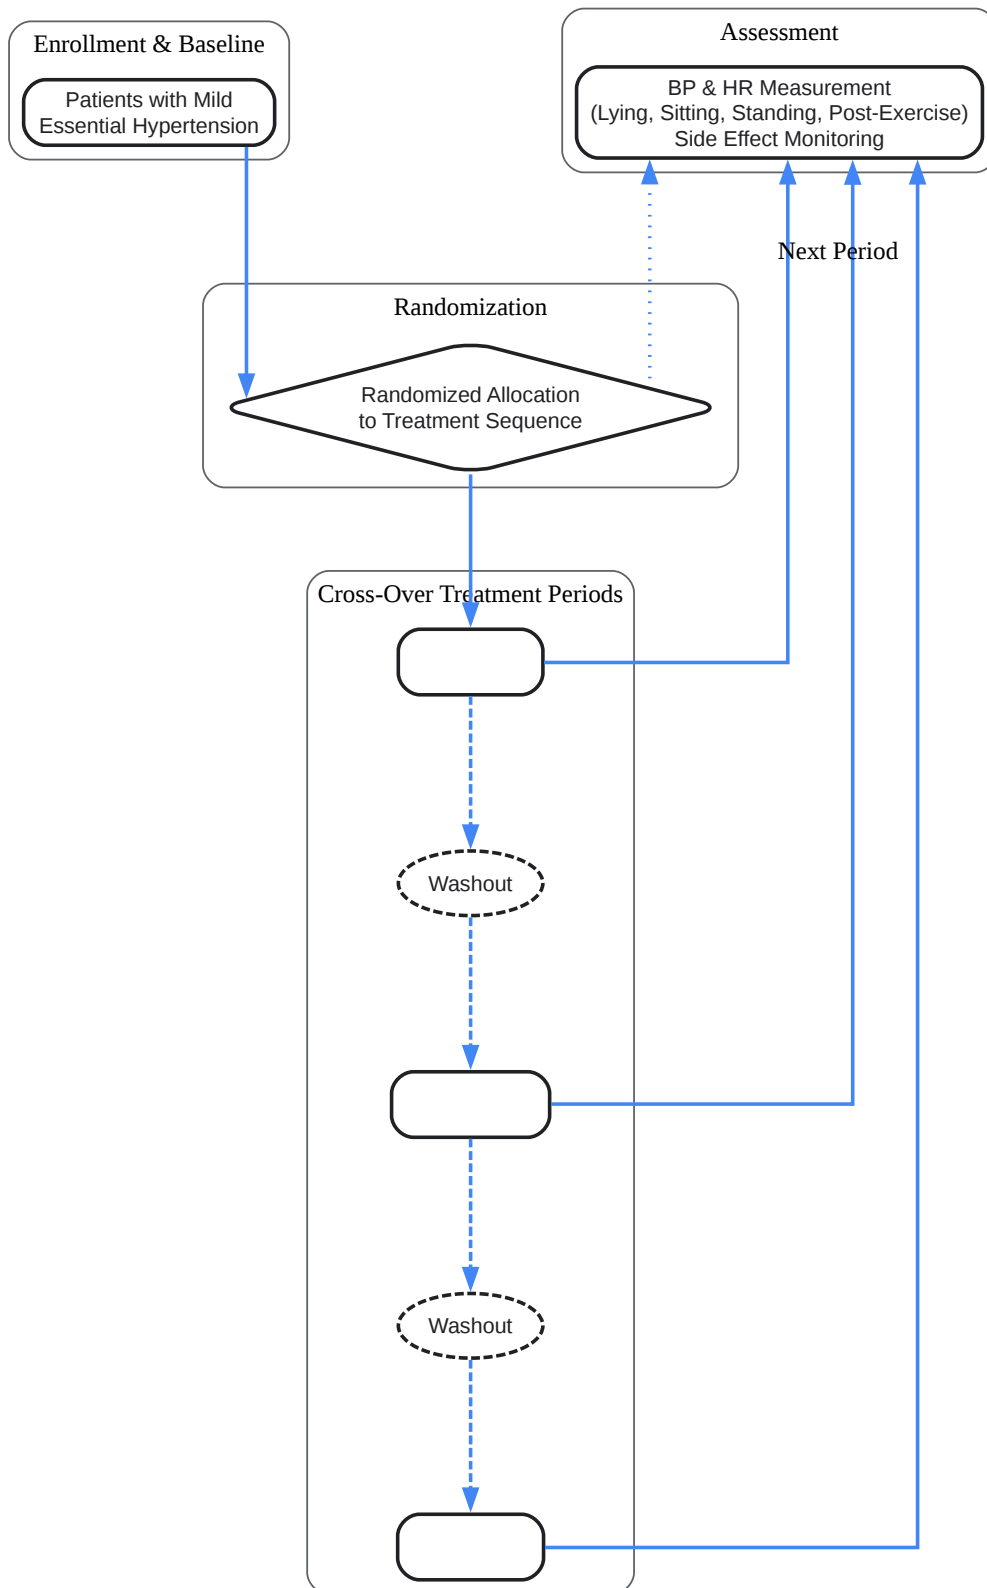 Enrollment & Baseline
Patients with Mild
Essential Hypertension
Assessment
BP & HR Measurement
(Lying, Sitting, Standing, Post-Exercise)
Side Effect Monitoring
Next Period
Randomization
Randomized Allocation
to Treatment Sequence
Cross-Over Treatment Periods
Washout
Washout